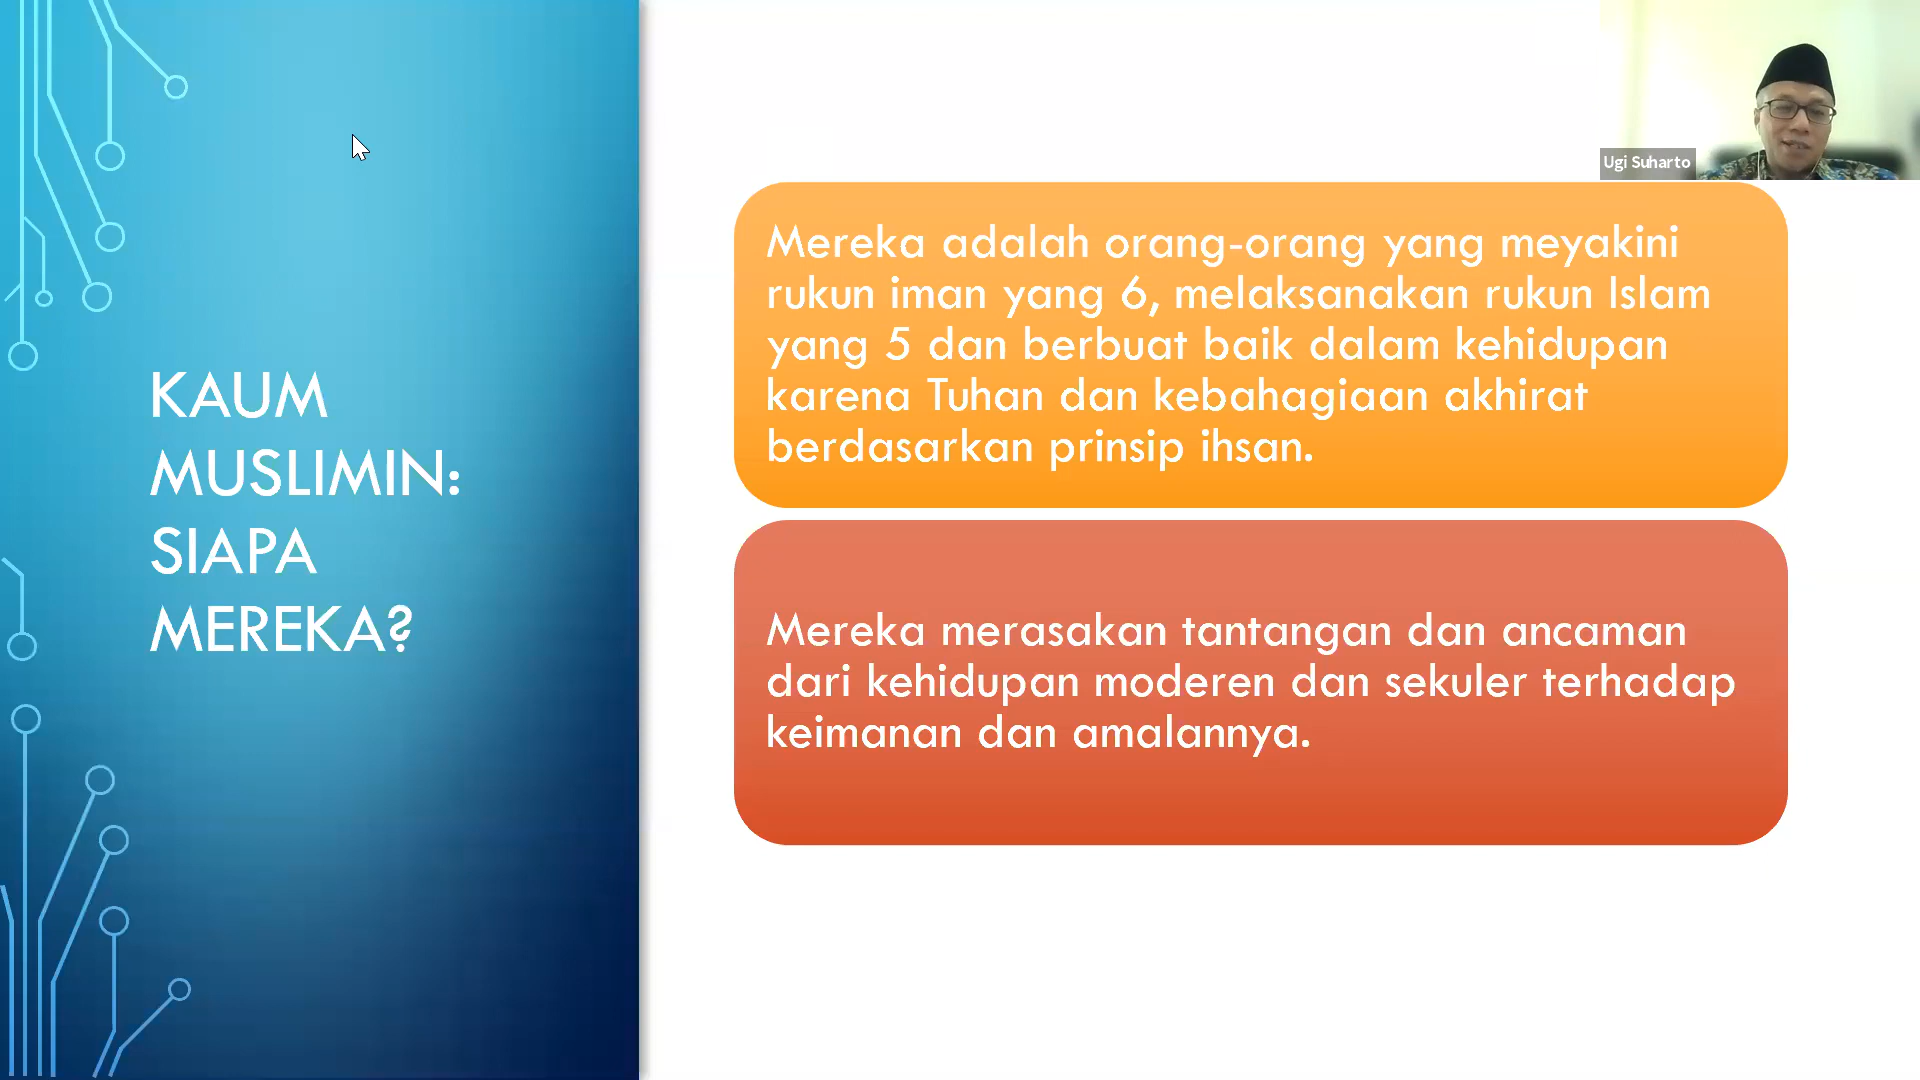 KAUM
MUSLIMIN:
SIAPA
MEREKA?
Ugi Suharto
Mereka adalah orang-orang yang meyakini
rukun iman yang 6, melaksanakan rukun Islam
yang 5 dan berbuat baik dalam kehidupan
karena Tuhan dan kebahagiaan akhirat
berdasarkan prinsip ihsan.
Mereka merasakan tantangan dan ancaman
dari kehidupan moderen dan sekuler terhadap
keimanan dan amalannya.